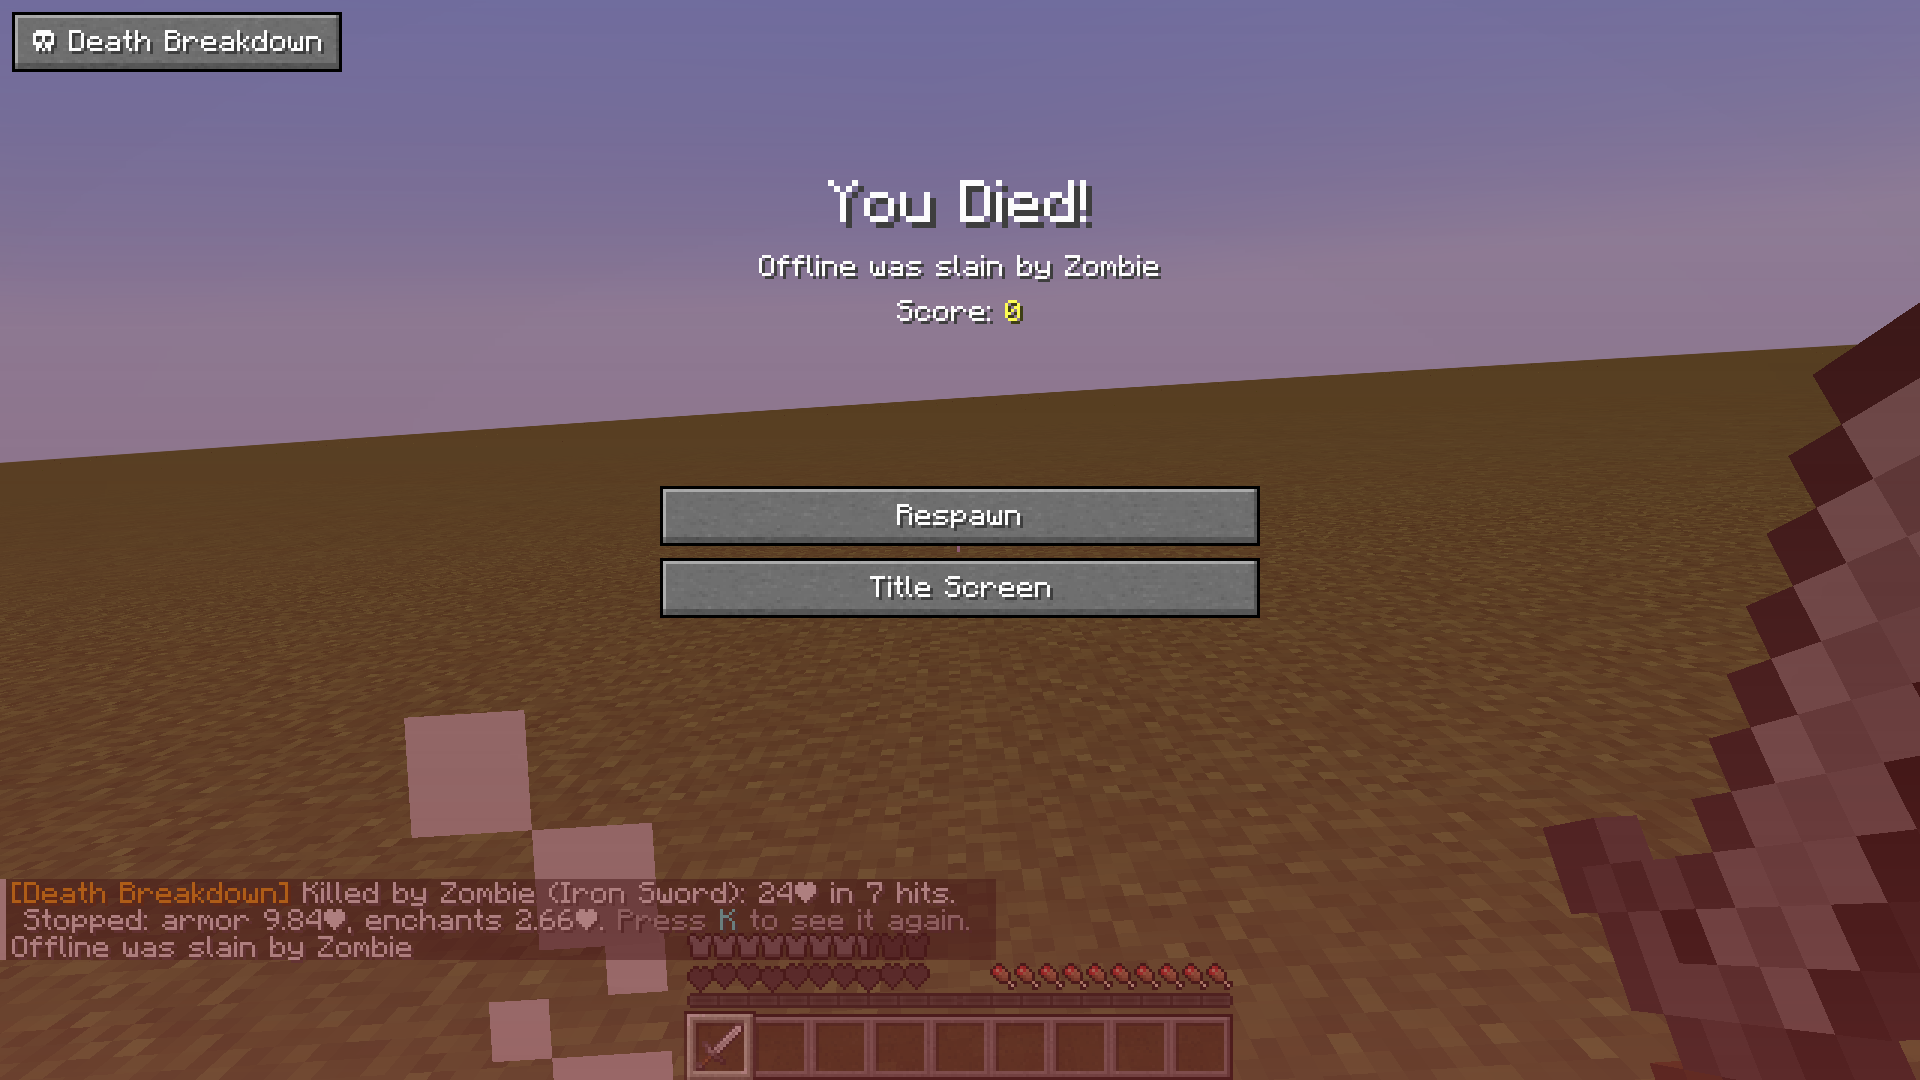 Death Breakdown
You Died!
Offline was slain by Zombie
Score: 0
Respawn
Title Screen
[Death Breakdown] Killed by Zombie (Iron Sword): 24♥ in 7 hits.
Stopped: armor 9.84♥, enchants 2.66♥. Press K to see it again.
Offline was slain by Zombie